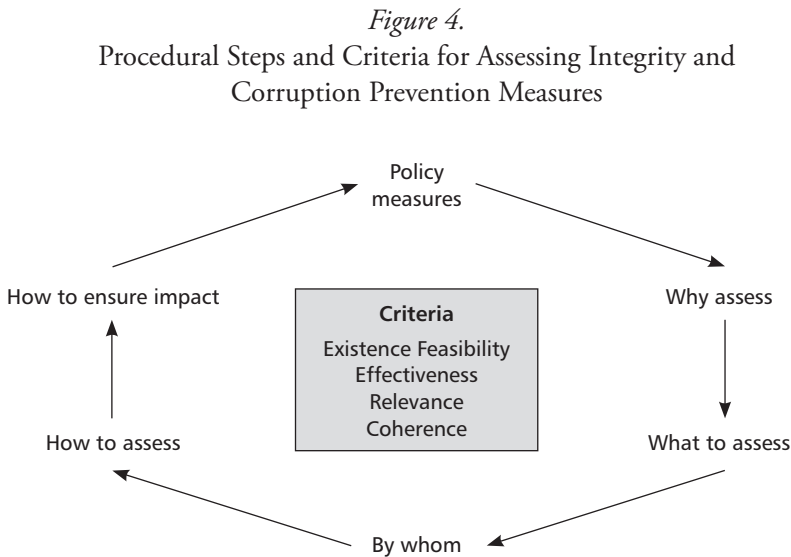 Figure 4.
Procedural Steps and Criteria for Assessing Integrity and
Corruption Prevention Measures
Policy
measures
How to ensure impact
Why assess
Criteria
Existence Feasibility
Effectiveness
Relevance
Coherence
How to assess
What to assess
By whom